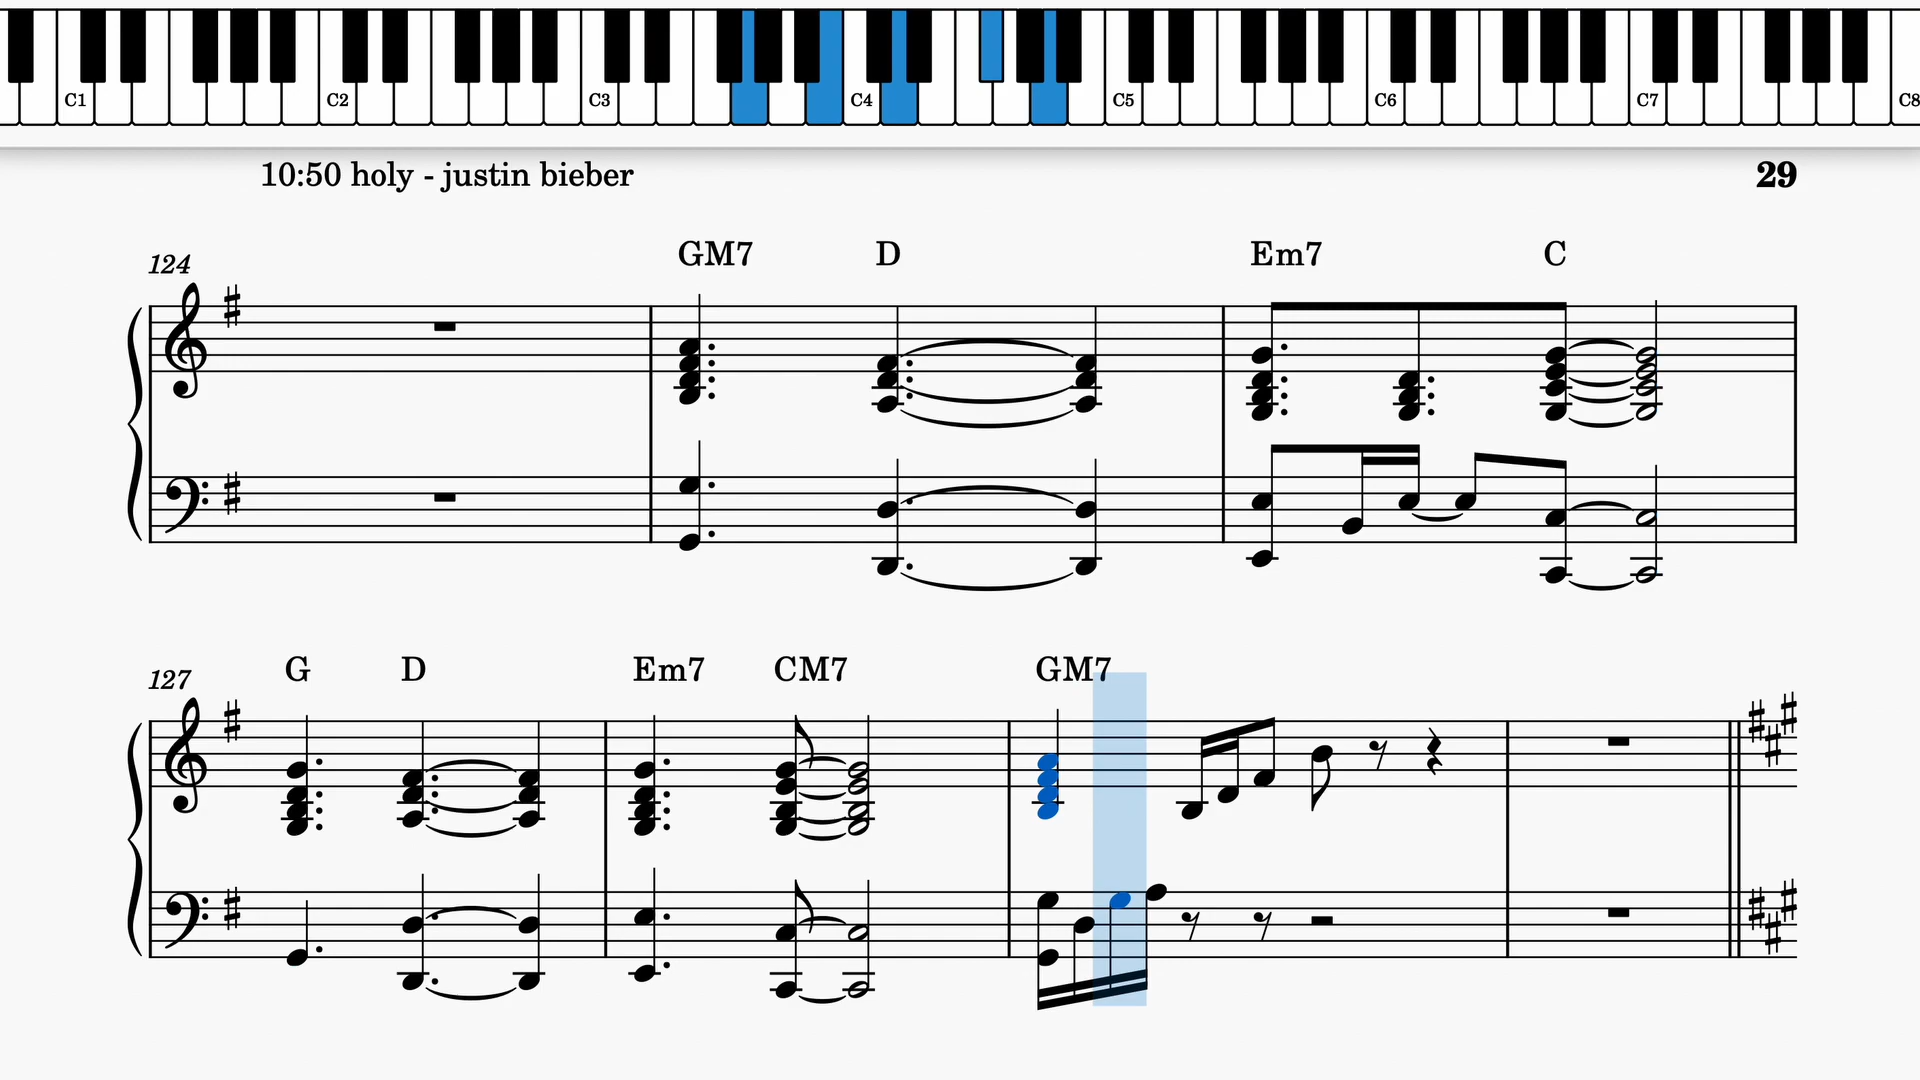 C1 C2 C3 C4 C5 C6 C7 C8
10:50 holy - justin bieber 29
124 GM7 D Em7 C
127 G D Em7 CM7 GM7